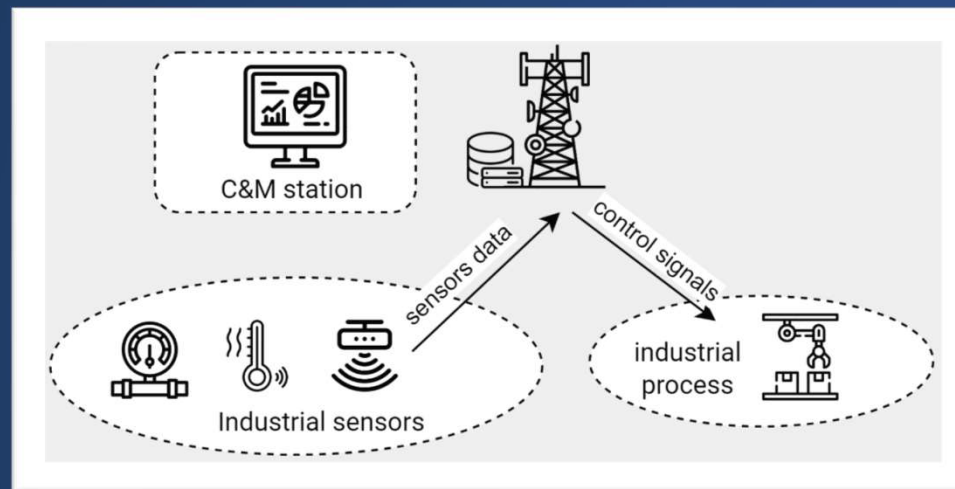 C&M station
sensors data
control signals
industrial
process
Industrial sensors